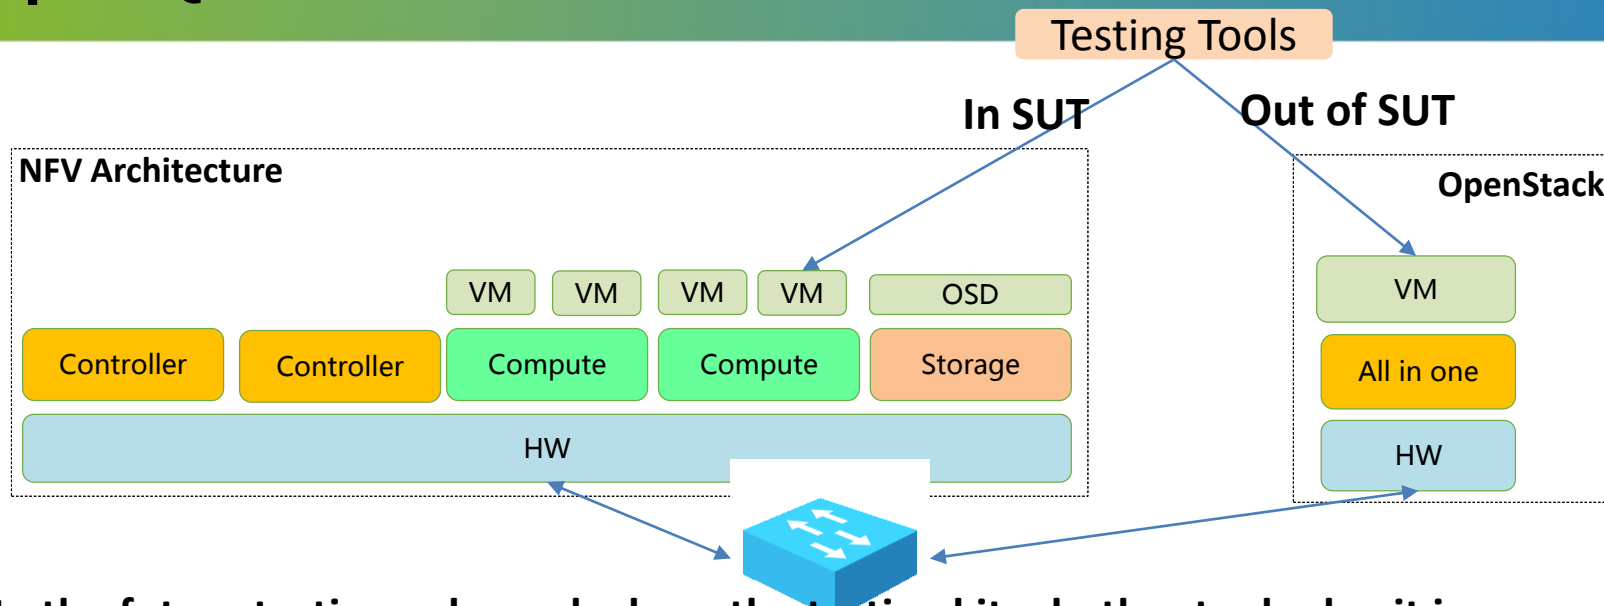 Testing Tools
In SUT
Out of SUT
NFV Architecture
OpenStack
VM
VM
VM
VM
OSD
VM
Controller
Controller
Compute
Compute
Storage
All in one
HW
HW